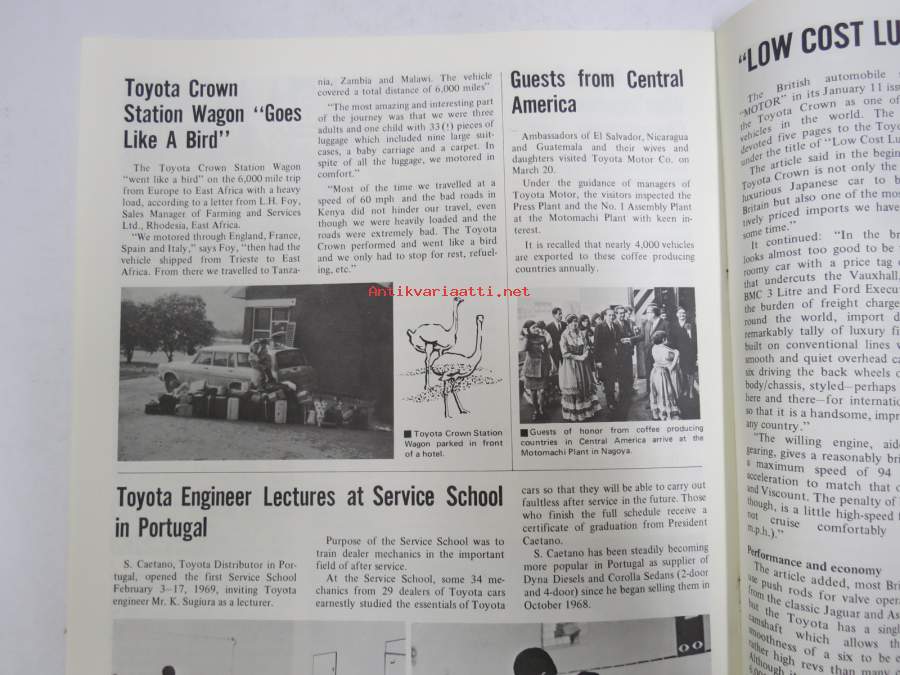 Toyota Crown
Station Wagon "Goes
Like A Bird"
The Toyota Crown Station Wagon
"went like a bird" on the 6,000 mile trip
from Europe to East Africa with a heavy
load, according to a letter from L.H. Foy,
Sales Manager of Farming and Services
Ltd., Rhodesia, East Africa.
"We motored through England, France,
Spain and Italy," says Foy, "then had the
vehicle shipped from Trieste to East
Africa. From there we travelled to Tanza-
nia, Zambia and Malawi. The vehicle
covered a total distance of 6,000 miles"
"The most amazing and interesting part
of the journey was that we were three
adults and one child with 33 (!) pieces of
luggage which included nine large suit-
cases, a baby carriage and a carpet. In
spite of all the luggage, we motored in
comfort."
"Most of the time we travelled at a
speed of 60 mph and the bad roads in
Kenya did not hinder our travel, even
though we were heavily loaded and the
roads were extremely bad. The Toyota
Crown performed and went like a bird
and we only had to stop for rest, refuel-
ing, etc."
Antikvariaatti.net
■ Toyota Crown Station
Wagon parked in front
of a hotel.
Guests from Central
America
Ambassadors of El Salvador, Nicaragua
and Guatemala and their wives and
daughters visited Toyota Motor Co. on
March 20.
Under the guidance of managers of
Toyota Motor, the visitors inspected the
Press Plant and the No. 1 Assembly Plant
at the Motomachi Plant with keen in-
terest.
It is recalled that nearly 4,000 vehicles
are exported to these coffee producing
countries annually.
■ Guests of honor from coffee producing
countries in Central America arrive at the
Motomachi Plant in Nagoya.
Toyota Engineer Lectures at Service School
in Portugal
S. Caetano, Toyota Distributor in Por-
tugal, opened the first Service School
February 3-17, 1969, inviting Toyota
engineer Mr. K. Sugiura as a lecturer.
Purpose of the Service School was to
train dealer mechanics in the important
field of after service.
At the Service School, some 34 me-
chanics from 29 dealers of Toyota cars
earnestly studied the essentials of Toyota
cars so that they will be able to carry out
faultless after service in the future. Those
who finish the full schedule receive a
certificate of graduation from President
Caetano.
S. Caetano has been steadily becoming
more popular in Portugal as supplier of
Dyna Diesels and Corolla Sedans (2-door
and 4-door) since he began selling them in
October 1968.
"LOW COST LU
The British automobile
"MOTOR" in its January 11 issu
the Toyota Crown as one of
vehicles in the world. The
devoted five pages to the Toyo
under the title of "Low Cost Lu
The article said in the begin
Toyota Crown is not only the
luxurious Japanese car to b
Britain but also one of the mo
tively priced imports we have
some time."
It continued: "In the br
looks almost too good to be
roomy car with a price tag
that undercuts the Vauxhall,
BMC 3 Litre and Ford Execu
the burden of freight charge
round the world, import d
remarkably tally of luxury fi
built on conventional lines
smooth and quiet overhead ca
six driving the back wheels
body/chassis, styled—perhaps
here and there—for internatio
so that it is a handsome, impr
any country."
"The willing engine, aide
gearing, gives a reasonably bri
a maximum speed of 94
acceleration to match that
and Viscount. The penalty of
though, is a little high-speed
not cruise comfortably
m.p.h.)."
Performance and economy
The article added, most Bri
use push rods for valve oper
from the classic Jaguar and As
but the Toyota has a singl
camshaft which allows th
smoothness of a six to be e
rather high revs than many
Although i